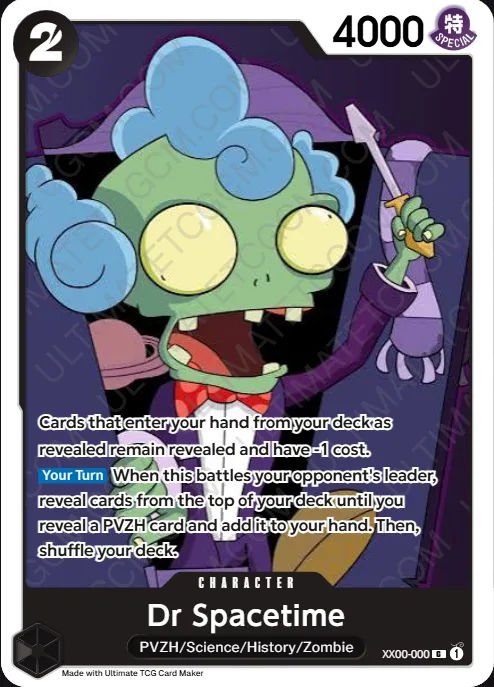 2
4000
特
SPECIAL
Cards that enter your hand from your deck as
revealed remain revealed and have -1 cost.
Your Turn When this battles your opponent's leader,
reveal cards from the top of your deck until you
reveal a PVZH card and add it to your hand. Then,
shuffle your deck.
CHARACTER
Dr Spacetime
PVZH/Science/History/Zombie
XX00-000 C 1
Made with Ultimate TCG Card Maker
ULTIMATETCGCM.COM